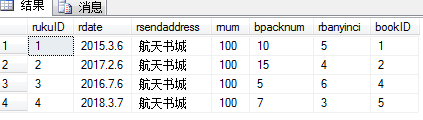 结果 消息
rukuID rdate rsendaddress rnum bpacknum rbanyinci bookID
1 1 2015.3.6 航天书城 100 10 5 1
2 2 2017.2.6 航天书城 100 15 4 2
3 3 2016.7.6 航天书城 100 5 6 4
4 4 2018.3.7 航天书城 100 7 3 5